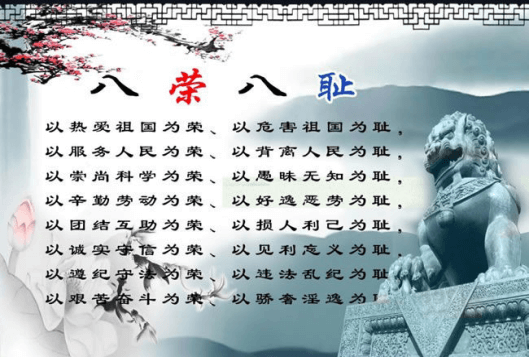 八荣八耻
以热爱祖国为荣、以危害祖国为耻，
以服务人民为荣、以背离人民为耻，
以崇尚科学为荣、以愚昧无知为耻，
以辛勤劳动为荣、以好逸恶劳为耻，
以团结互助为荣、以损人利己为耻，
以诚实守信为荣、以见利忘义为耻，
以遵纪守法为荣、以违法乱纪为耻，
以艰苦奋斗为荣、以骄奢淫逸为耻